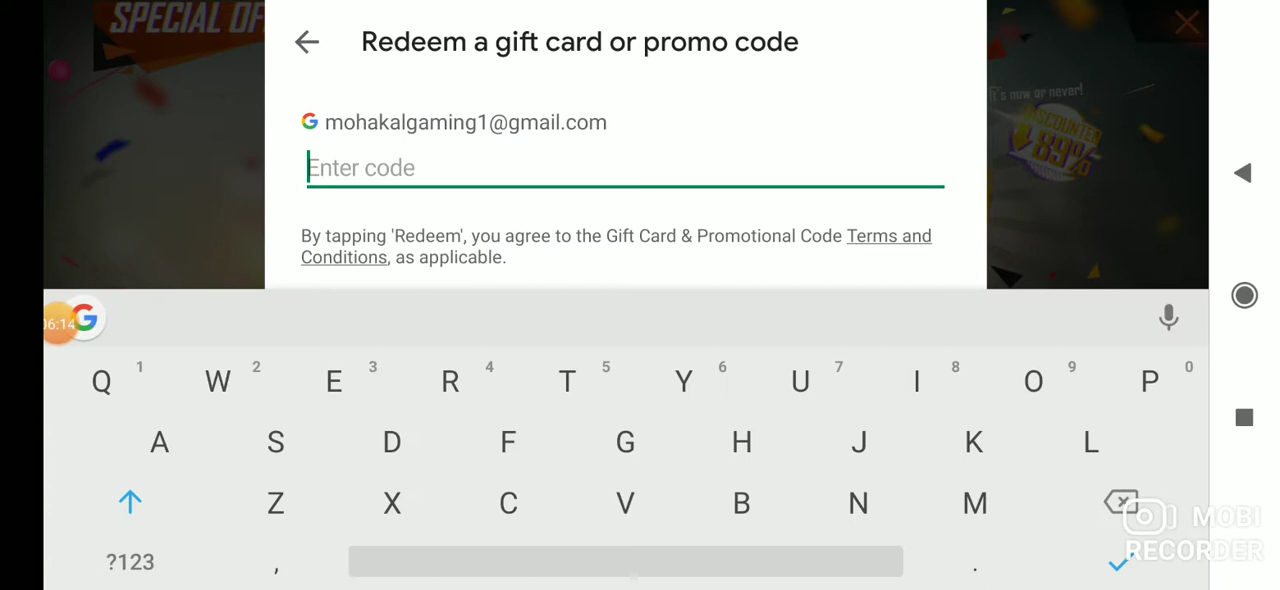 SPECIAL OF
Redeem a gift card or promo code
It's now or never!
DISCOUNTED
89%
mohakalgaming1@gmail.com
Enter code
By tapping 'Redeem', you agree to the Gift Card & Promotional Code Terms and
Conditions, as applicable.
06:14
1 2 3 4 5 6 7 8 9 0
Q W E R T Y U I O P
A S D F G H J K L
Z X C V B N M
MOBI
RECORDER
?123 , .